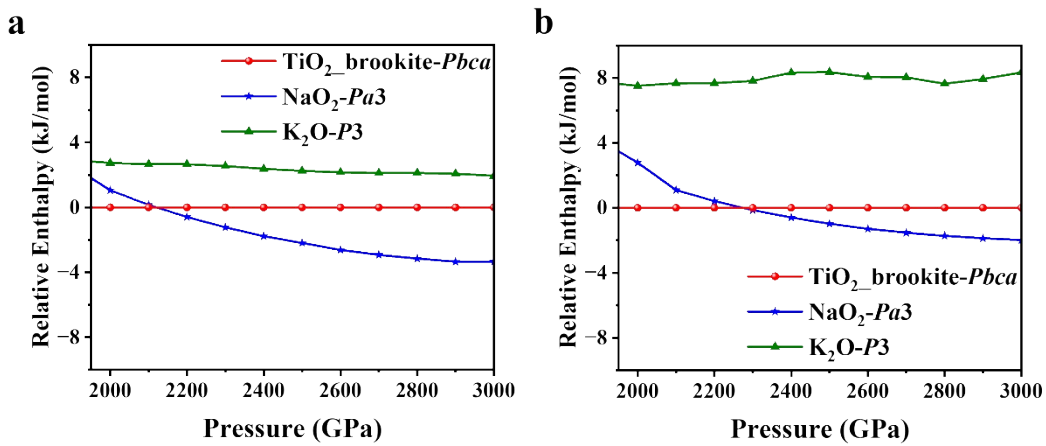 a
Relative Enthalpy (kJ/mol)
8
4
0
−4
−8
TiO₂_brookite-Pbca
NaO₂-Pa3
K₂O-P3
2000 2200 2400 2600 2800 3000
Pressure (GPa)
b
Relative Enthalpy (kJ/mol)
8
4
0
−4
−8
TiO₂_brookite-Pbca
NaO₂-Pa3
K₂O-P3
2000 2200 2400 2600 2800 3000
Pressure (GPa)